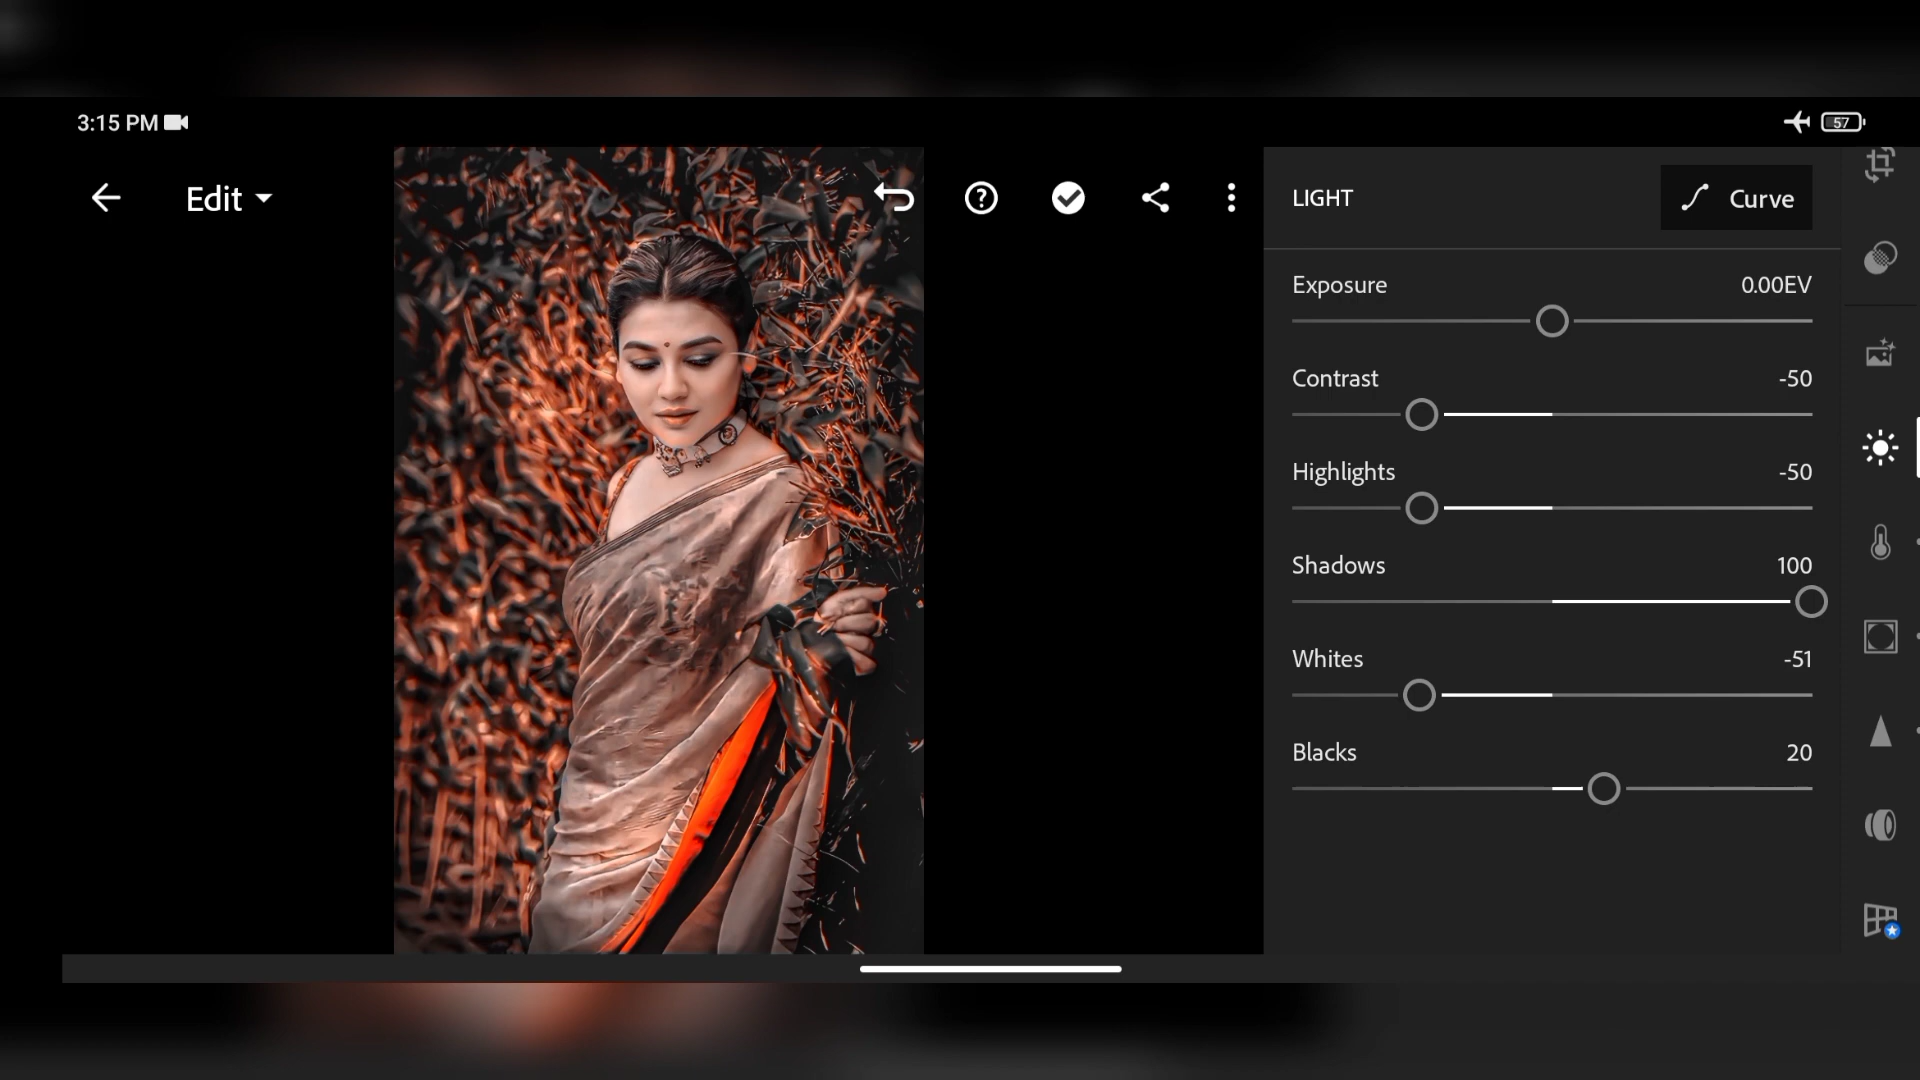 3:15 PM
57
Edit
LIGHT
Curve
Exposure 0.00EV
Contrast -50
Highlights -50
Shadows 100
Whites -51
Blacks 20